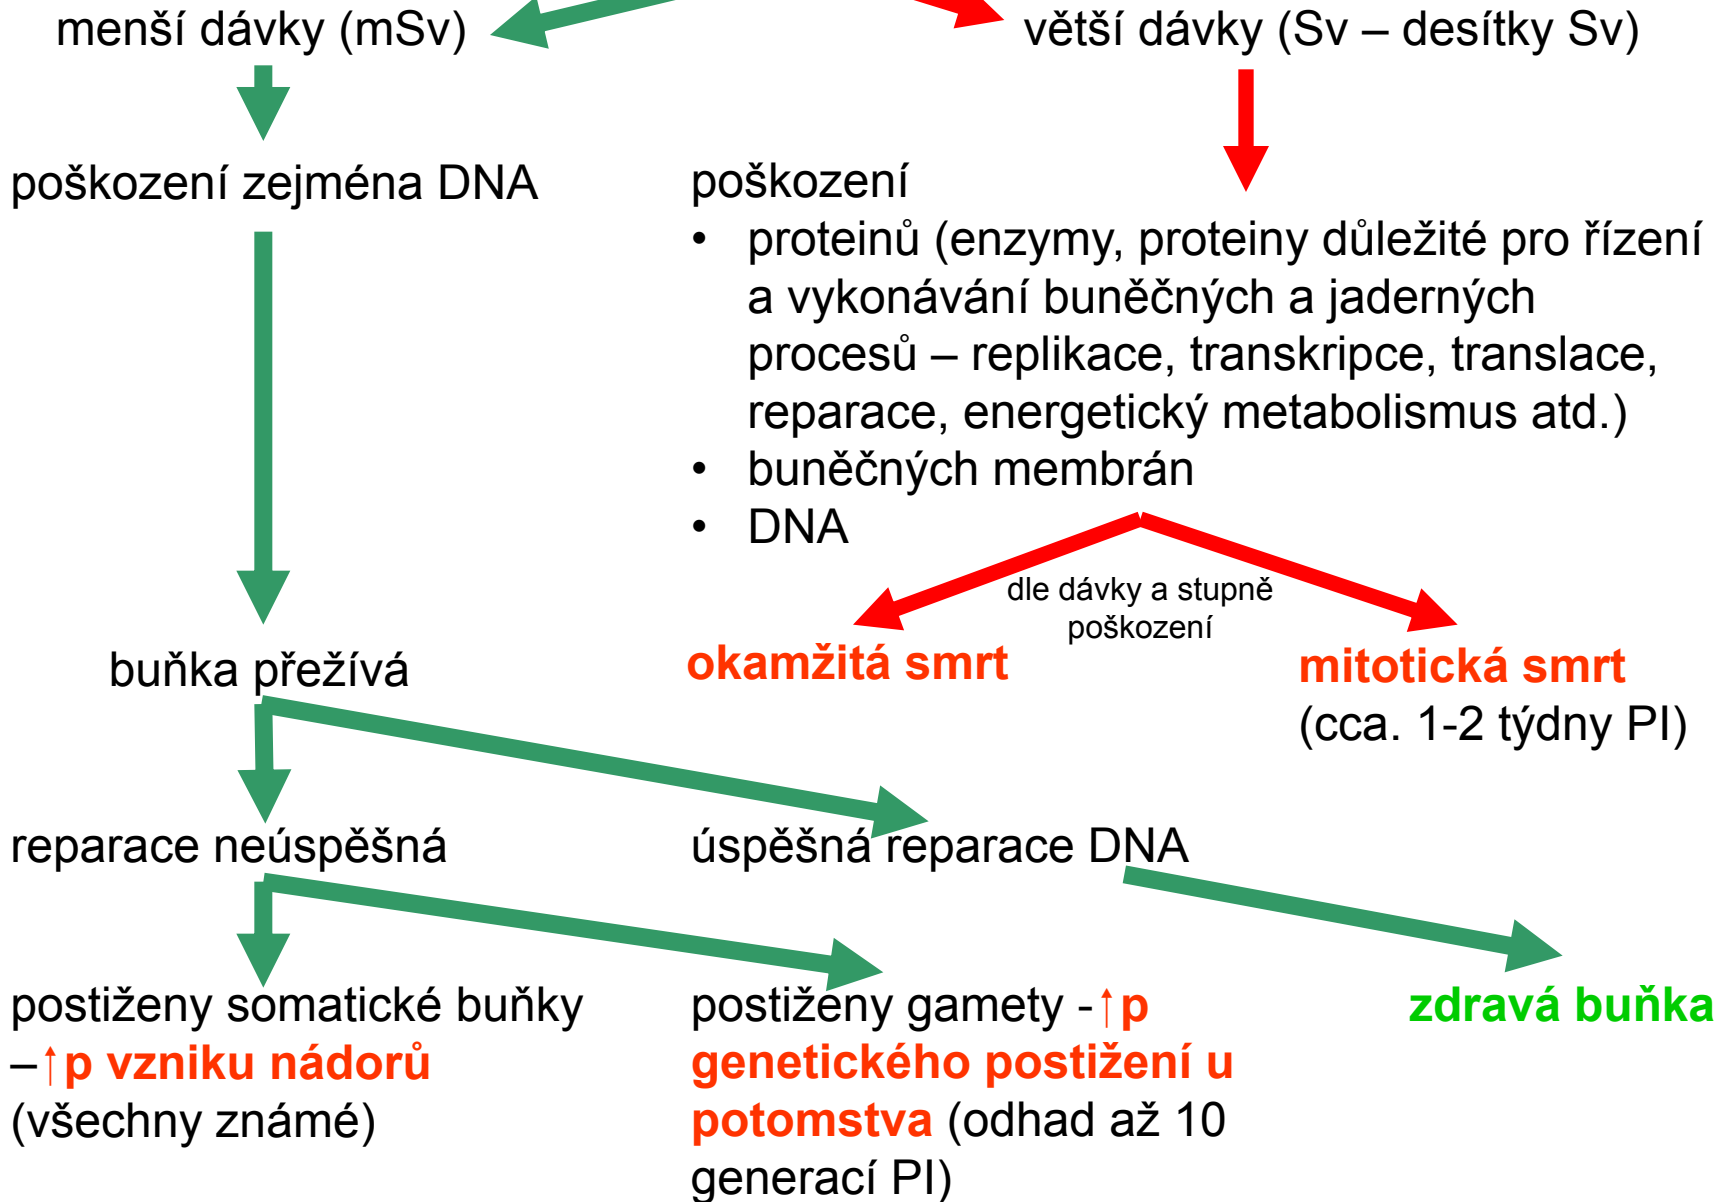 menší dávky (mSv)
větší dávky (Sv – desítky Sv)
poškození zejména DNA
poškození
• proteinů (enzymy, proteiny důležité pro řízení
a vykonávání buněčných a jaderných
procesů – replikace, transkripce, translace,
reparace, energetický metabolismus atd.)
• buněčných membrán
• DNA
dle dávky a stupně
poškození
buňka přežívá
okamžitá smrt
mitotická smrt
(cca. 1-2 týdny PI)
reparace neúspěšná
úspěšná reparace DNA
postiženy somatické buňky
–↑p vzniku nádorů
(všechny známé)
postiženy gamety -↑p
genetického postižení u
potomstva (odhad až 10
generací PI)
zdravá buňka